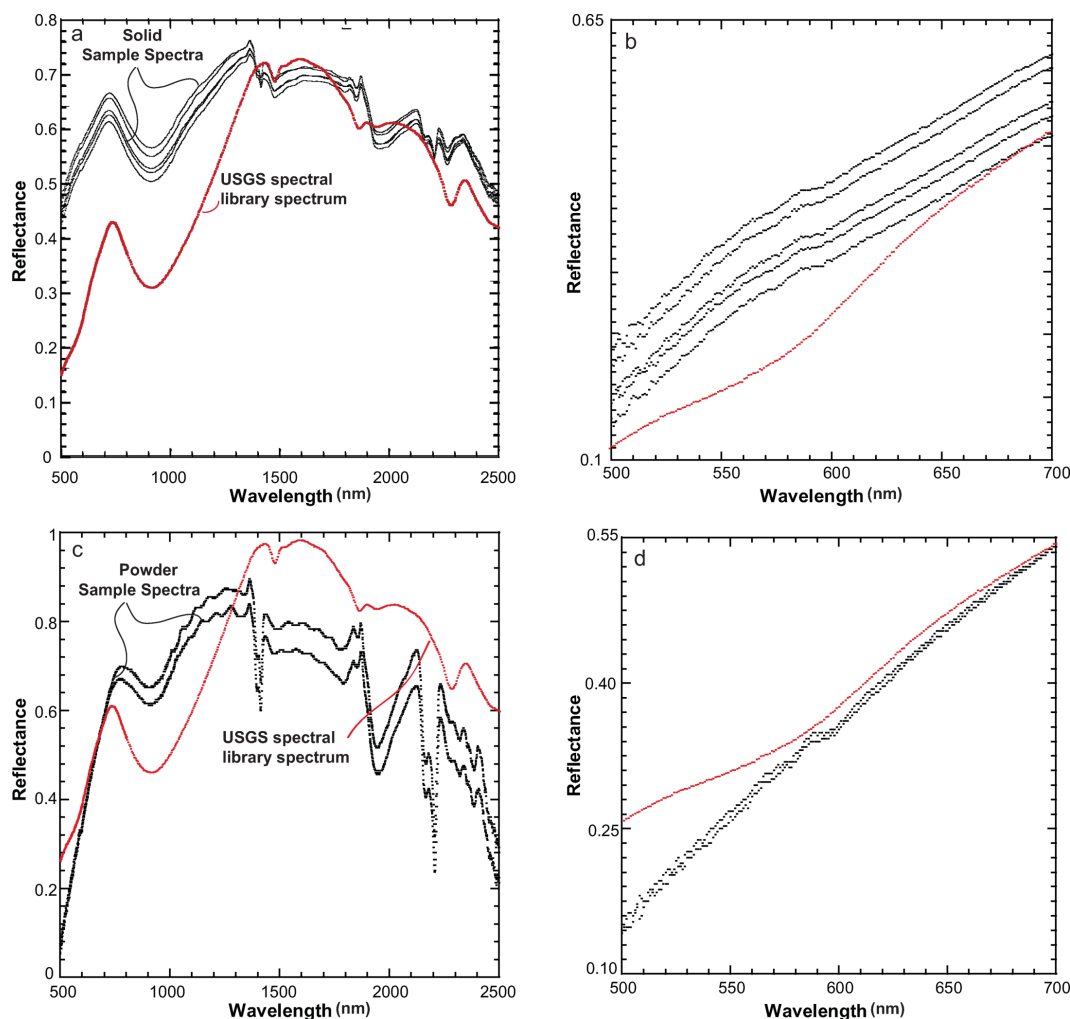 a
0.8
0.7
0.6
0.5
0.4
0.3
0.2
0.1
0
Reflectance
Solid
Sample Spectra
USGS spectral
library spectrum
500
1000
1500
2000
2500
Wavelength (nm)
b
0.65
0.1
Reflectance
500
550
600
650
700
Wavelength (nm)
c
1
0.8
0.6
0.4
0.2
0
Reflectance
Powder
Sample Spectra
USGS spectral
library spectrum
500
1000
1500
2000
2500
Wavelength (nm)
d
0.55
0.40
0.25
0.10
Reflectance
500
550
600
650
700
Wavelength (nm)